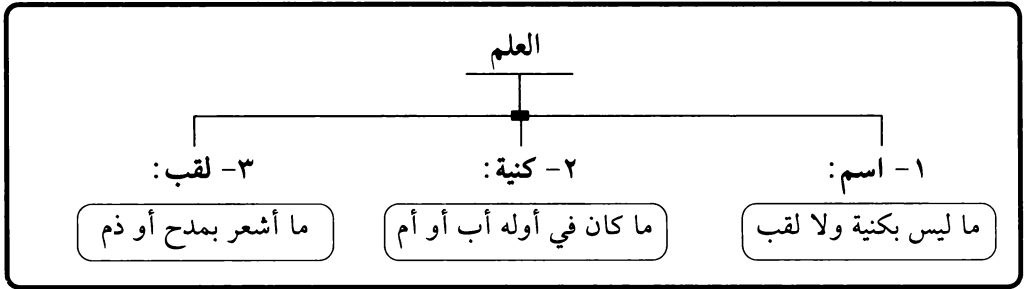 العلم
١- اسم:
٢- كنية:
٣- لقب:
ما ليس بكنية ولا لقب
ما كان في أوله أب أو أم
ما أشعر بمدح أو ذم